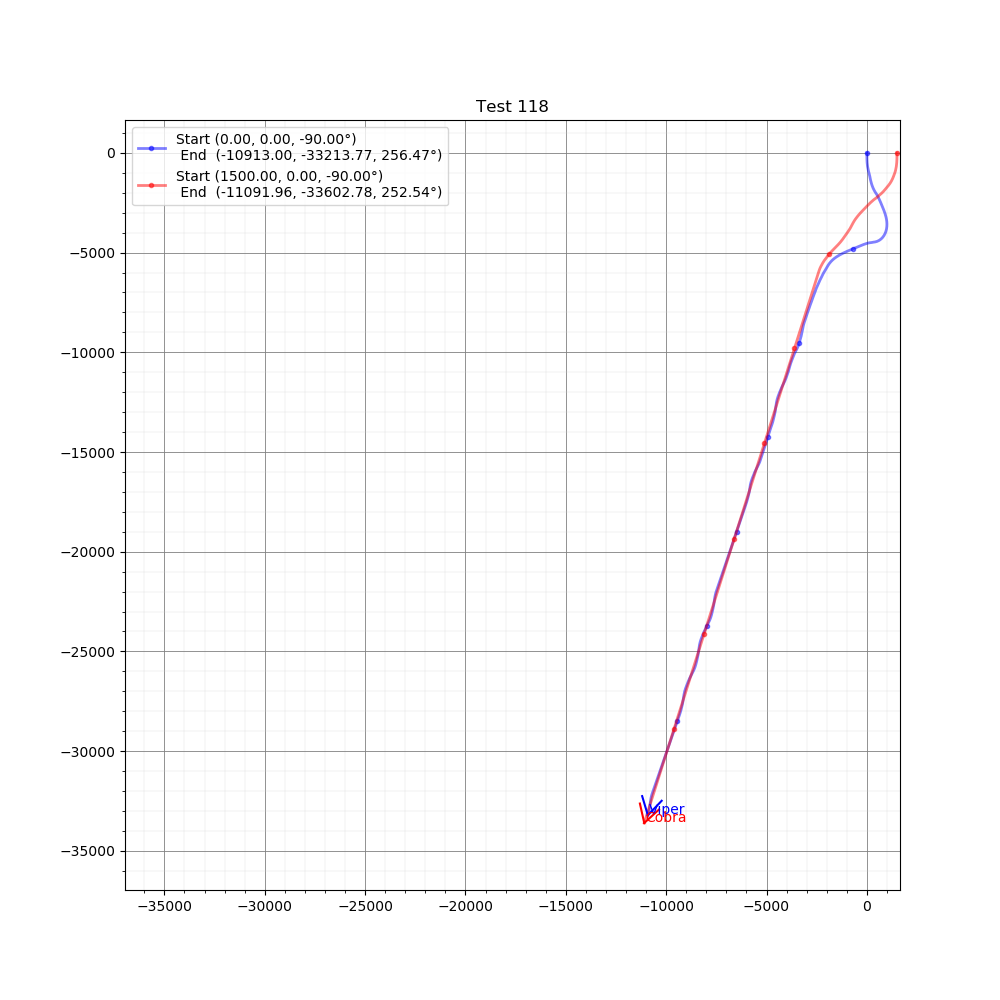 Test 118
Start (0.00, 0.00, -90.00°)
End  (-10913.00, -33213.77, 256.47°)
Start (1500.00, 0.00, -90.00°)
End  (-11091.96, -33602.78, 252.54°)
0
−5000
−10000
−15000
−20000
−25000
−30000
−35000
Viper
Cobra
−35000 −30000 −25000 −20000 −15000 −10000 −5000 0